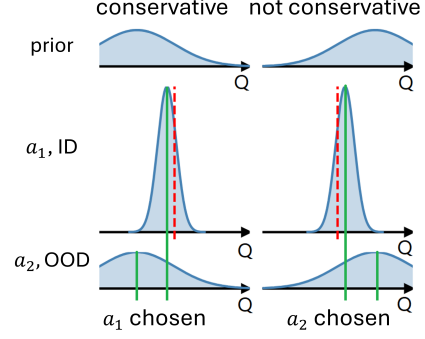 conservative not conservative
prior
Q Q
a₁, ID
Q Q
a₂, OOD
Q Q
a₁ chosen a₂ chosen